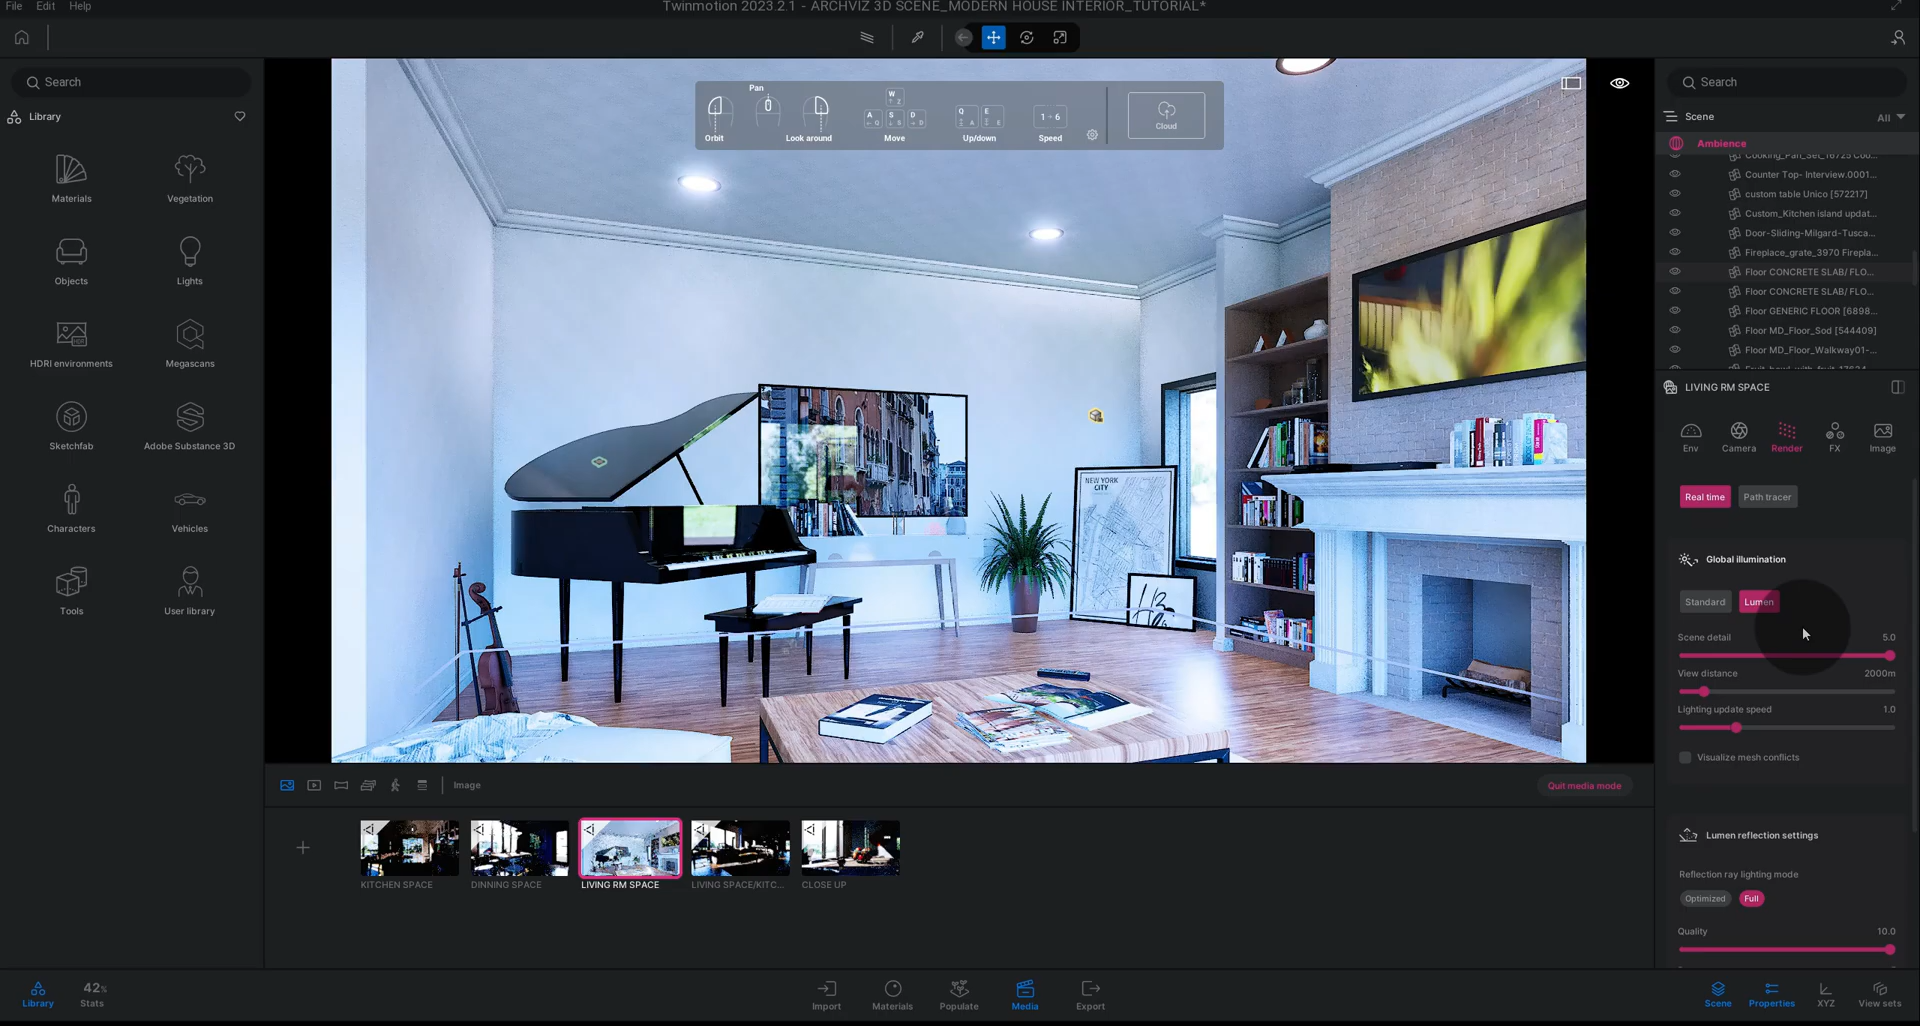 File Edit Help
Twinmotion 2023.2.1 - ARCHVIZ 3D SCENE_MODERN HOUSE INTERIOR_TUTORIAL*
Search
Library
Materials
Vegetation
Objects
Lights
HDRI environments
Megascans
Sketchfab
Adobe Substance 3D
Characters
Vehicles
Tools
User library
Orbit
Pan
Look around
W
A S D
Move
Q E
Up/down
1 - 6
Speed
Cloud
NEW YORK
CITY
Image
Quit media mode
KITCHEN SPACE
DINNING SPACE
LIVING RM SPACE
LIVING SPACE/KITC...
CLOSE UP
Search
Scene
All
Ambience
Cooking_Pan_Set_16725 Coo...
Counter Top- Interview.0001...
custom table Unico [572217]
Custom_Kitchen island updat...
Door-Sliding-Milgard-Tusca...
Fireplace_grate_3970 Firepla...
Floor CONCRETE SLAB/ FLO...
Floor CONCRETE SLAB/ FLO...
Floor GENERIC FLOOR [6898...
Floor MD_Floor_Sod [544409]
Floor MD_Floor_Walkway01-...
LIVING RM SPACE
Env
Camera
Render
FX
Image
Real time
Path tracer
Global illumination
Standard
Lumen
Scene detail 5.0
View distance 2000m
Lighting update speed 1.0
Visualize mesh conflicts
Lumen reflection settings
Reflection ray lighting mode
Optimized
Full
Quality 10.0
Library
42%
Stats
Import
Materials
Populate
Media
Export
Scene
Properties
XYZ
View sets